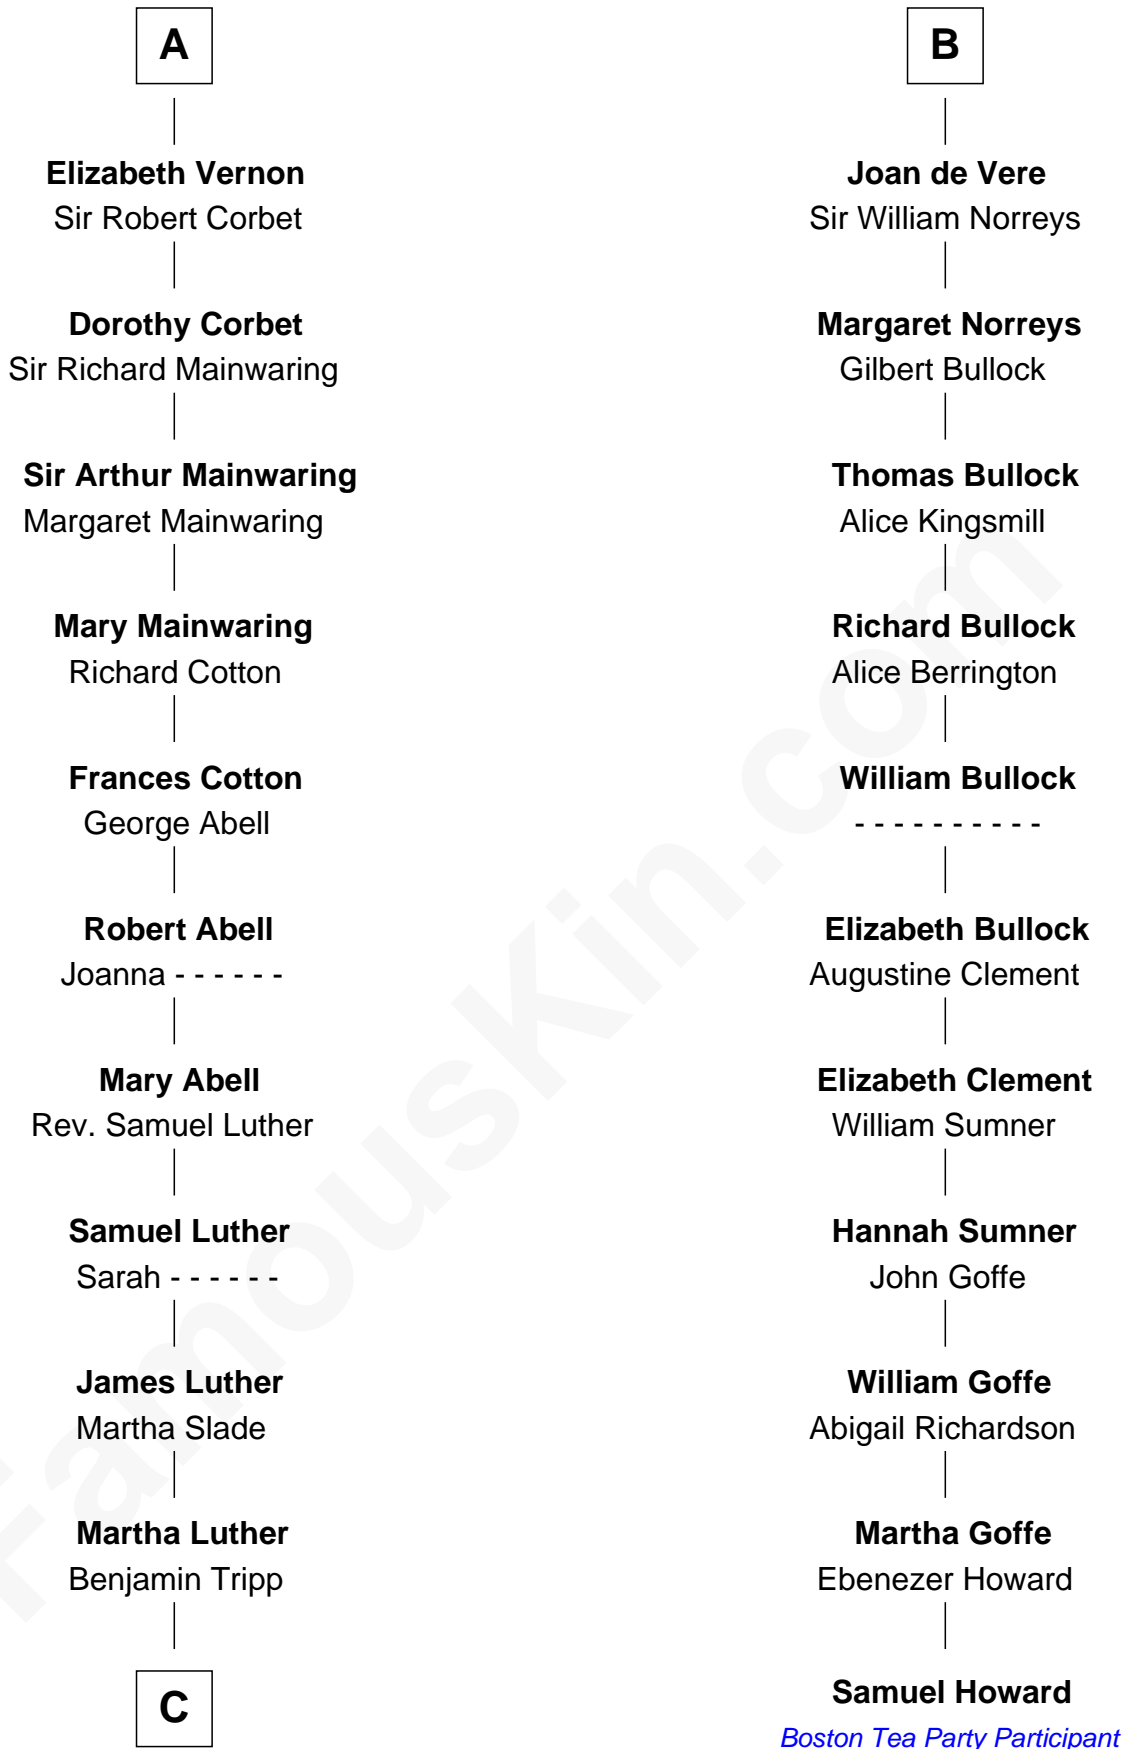 A
Elizabeth Vernon
Sir Robert Corbet
Dorothy Corbet
Sir Richard Mainwaring
Sir Arthur Mainwaring
Margaret Mainwaring
Mary Mainwaring
Richard Cotton
Frances Cotton
George Abell
Robert Abell
Joanna - - - - - -
Mary Abell
Rev. Samuel Luther
Samuel Luther
Sarah - - - - - -
James Luther
Martha Slade
Martha Luther
Benjamin Tripp
C
B
Joan de Vere
Sir William Norreys
Margaret Norreys
Gilbert Bullock
Thomas Bullock
Alice Kingsmill
Richard Bullock
Alice Berrington
William Bullock
- - - - - - - - - -
Elizabeth Bullock
Augustine Clement
Elizabeth Clement
William Sumner
Hannah Sumner
John Goffe
William Goffe
Abigail Richardson
Martha Goffe
Ebenezer Howard
Samuel Howard
Boston Tea Party Participant
FamousKin.com